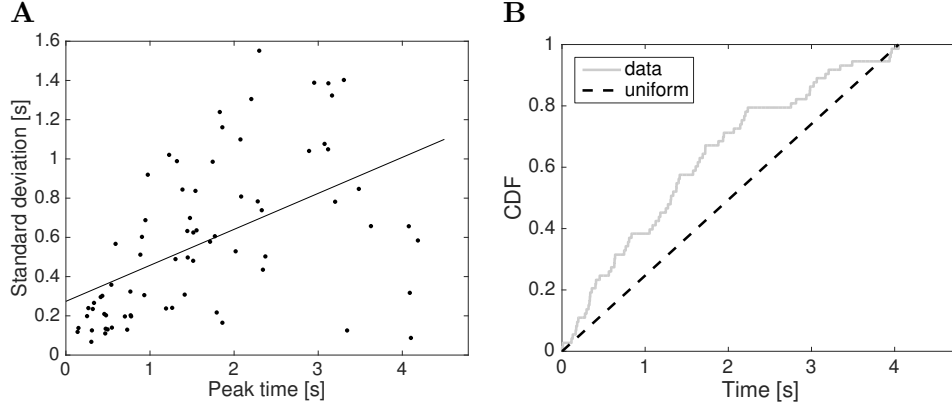 A
Standard deviation [s]
1.6
1.4
1.2
1
0.8
0.6
0.4
0.2
0
0 1 2 3 4
Peak time [s]
B
CDF
1
0.8
0.6
0.4
0.2
0
data
uniform
0 1 2 3 4
Time [s]